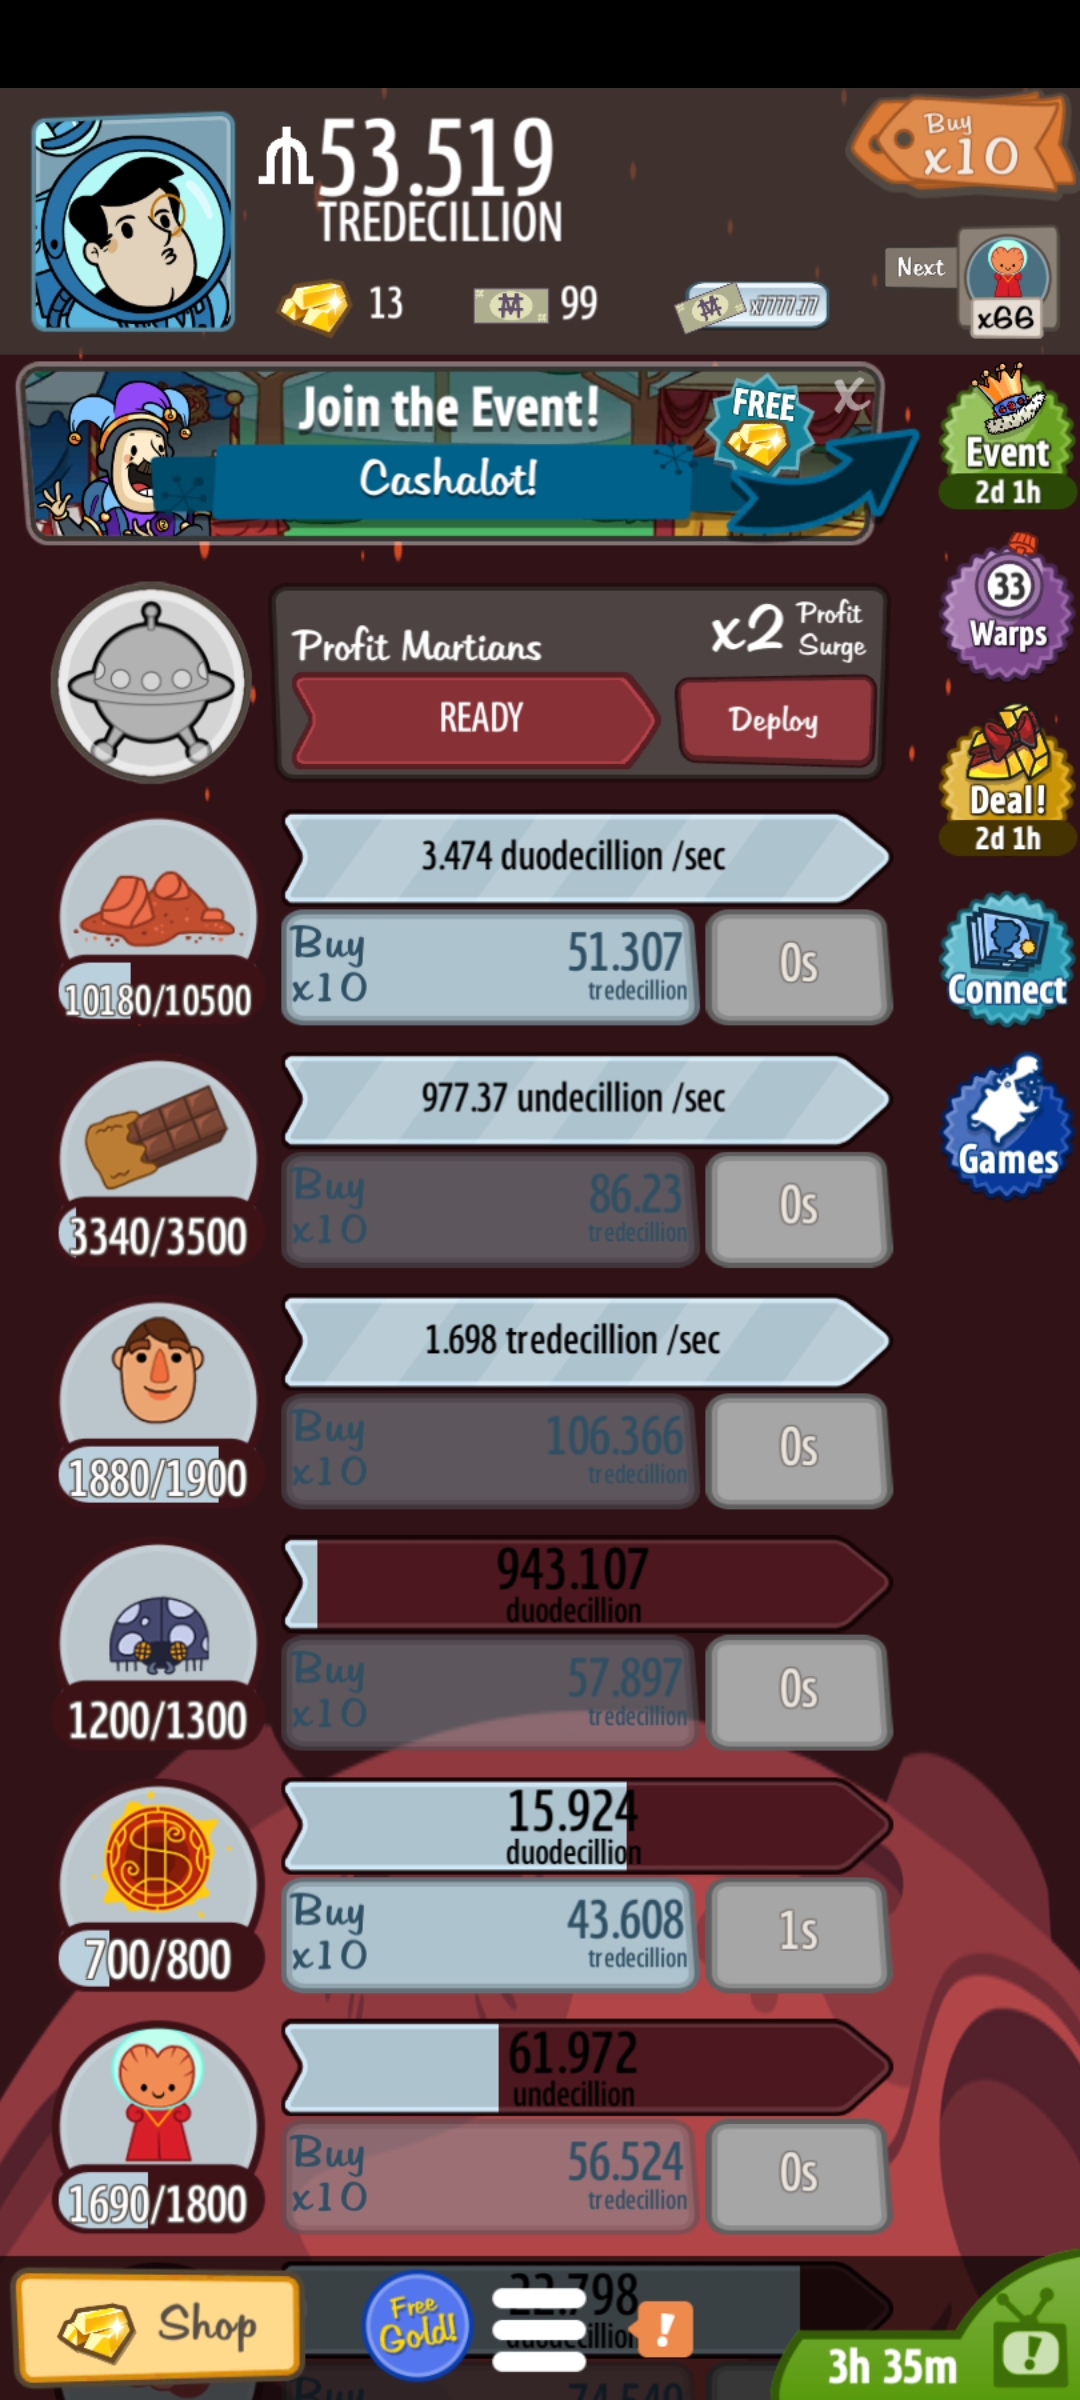 ₼53.519
TREDECILLION
Buy
x10
13
99
x7777.77
Next
x66
Join the Event!
Cashalot!
FREE
X
Event
2d 1h
33
Warps
Profit Martians
x2 Profit
Surge
READY
Deploy
Deal!
2d 1h
3.474 duodecillion /sec
Buy
x10
51.307
tredecillion
0s
10180/10500
Connect
977.37 undecillion /sec
Buy
x10
86.23
tredecillion
0s
3340/3500
Games
1.698 tredecillion /sec
Buy
x10
106.366
tredecillion
0s
1880/1900
943.107
duodecillion
Buy
x10
57.897
tredecillion
0s
1200/1300
15.924
duodecillion
Buy
x10
43.608
tredecillion
1s
700/800
61.972
undecillion
Buy
x10
56.524
tredecillion
0s
1690/1800
Shop
Free
Gold!
!
3h 35m
!